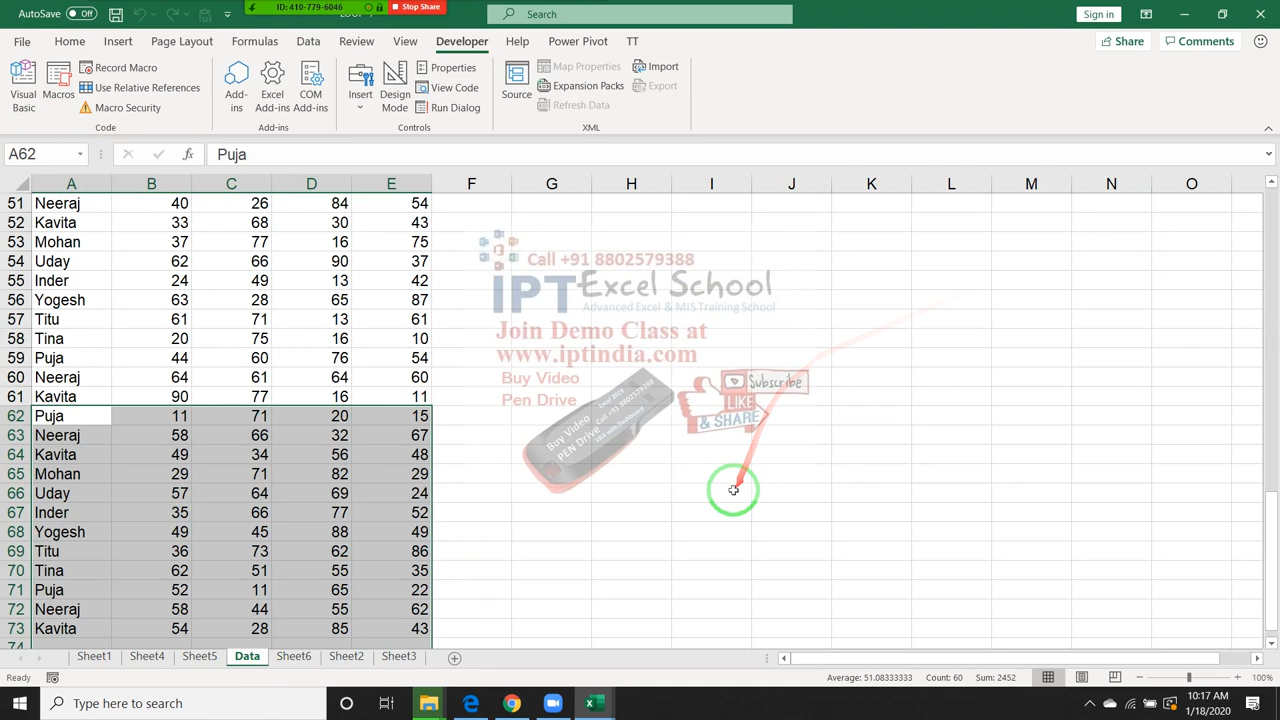 AutoSave Off
ID: 410-779-6046 Stop Share
Search
Sign in
File Home Insert Page Layout Formulas Data Review View Developer Help Power Pivot TT Share Comments
Visual Basic
Macros
Record Macro
Use Relative References
Macro Security
Code
Add-ins
Excel Add-ins
COM Add-ins
Add-ins
Insert
Design Mode
Properties
View Code
Run Dialog
Controls
Source
Map Properties
Expansion Packs
Refresh Data
Import
Export
XML
A62 fx Puja
A B C D E F G H I J K L M N O
51 Neeraj 40 26 84 54
52 Kavita 33 68 30 43
53 Mohan 37 77 16 75
54 Uday 62 66 90 37
55 Inder 24 49 13 42
56 Yogesh 63 28 65 87
57 Titu 61 71 13 61
58 Tina 20 75 16 10
59 Puja 44 60 76 54
60 Neeraj 64 61 64 60
61 Kavita 90 77 16 11
62 Puja 11 71 20 15
63 Neeraj 58 66 32 67
64 Kavita 49 34 56 48
65 Mohan 29 71 82 29
66 Uday 57 64 69 24
67 Inder 35 66 77 52
68 Yogesh 49 45 88 49
69 Titu 36 73 62 86
70 Tina 62 51 55 35
71 Puja 52 11 65 22
72 Neeraj 58 44 55 62
73 Kavita 54 28 85 43
74
Call +91 8802579388
IPT Excel School
Advanced Excel & MIS Training School
Join Demo Class at
www.iptindia.com
Buy Video
Pen Drive
Buy Video
PEN Drive
Call +91 8802579388
Subscribe
LIKE
& SHARE
Sheet1 Sheet4 Sheet5 Data Sheet6 Sheet2 Sheet3
Average: 51.08333333 Count: 60 Sum: 2452 100%
Type here to search
10:17 AM
1/18/2020